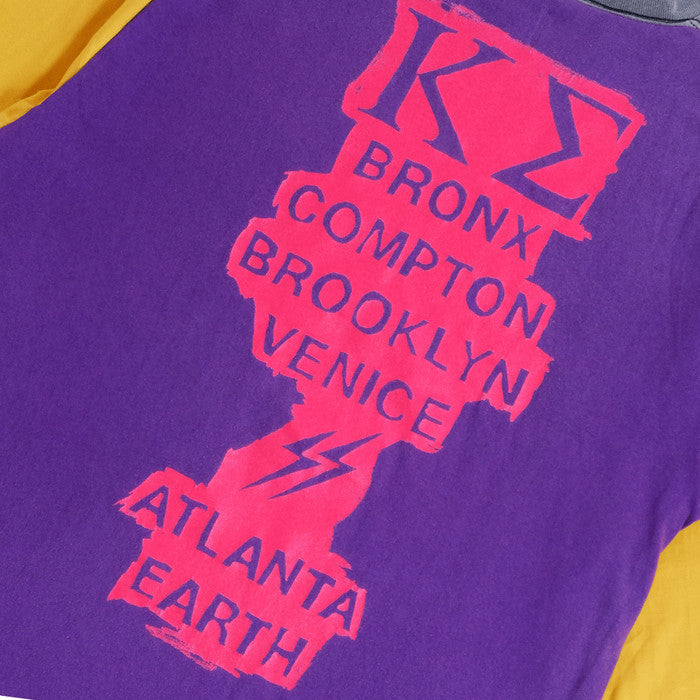 ΚΣ
BRONX
COMPTON
BROOKLYN
VENICE
ATLANTA
EARTH